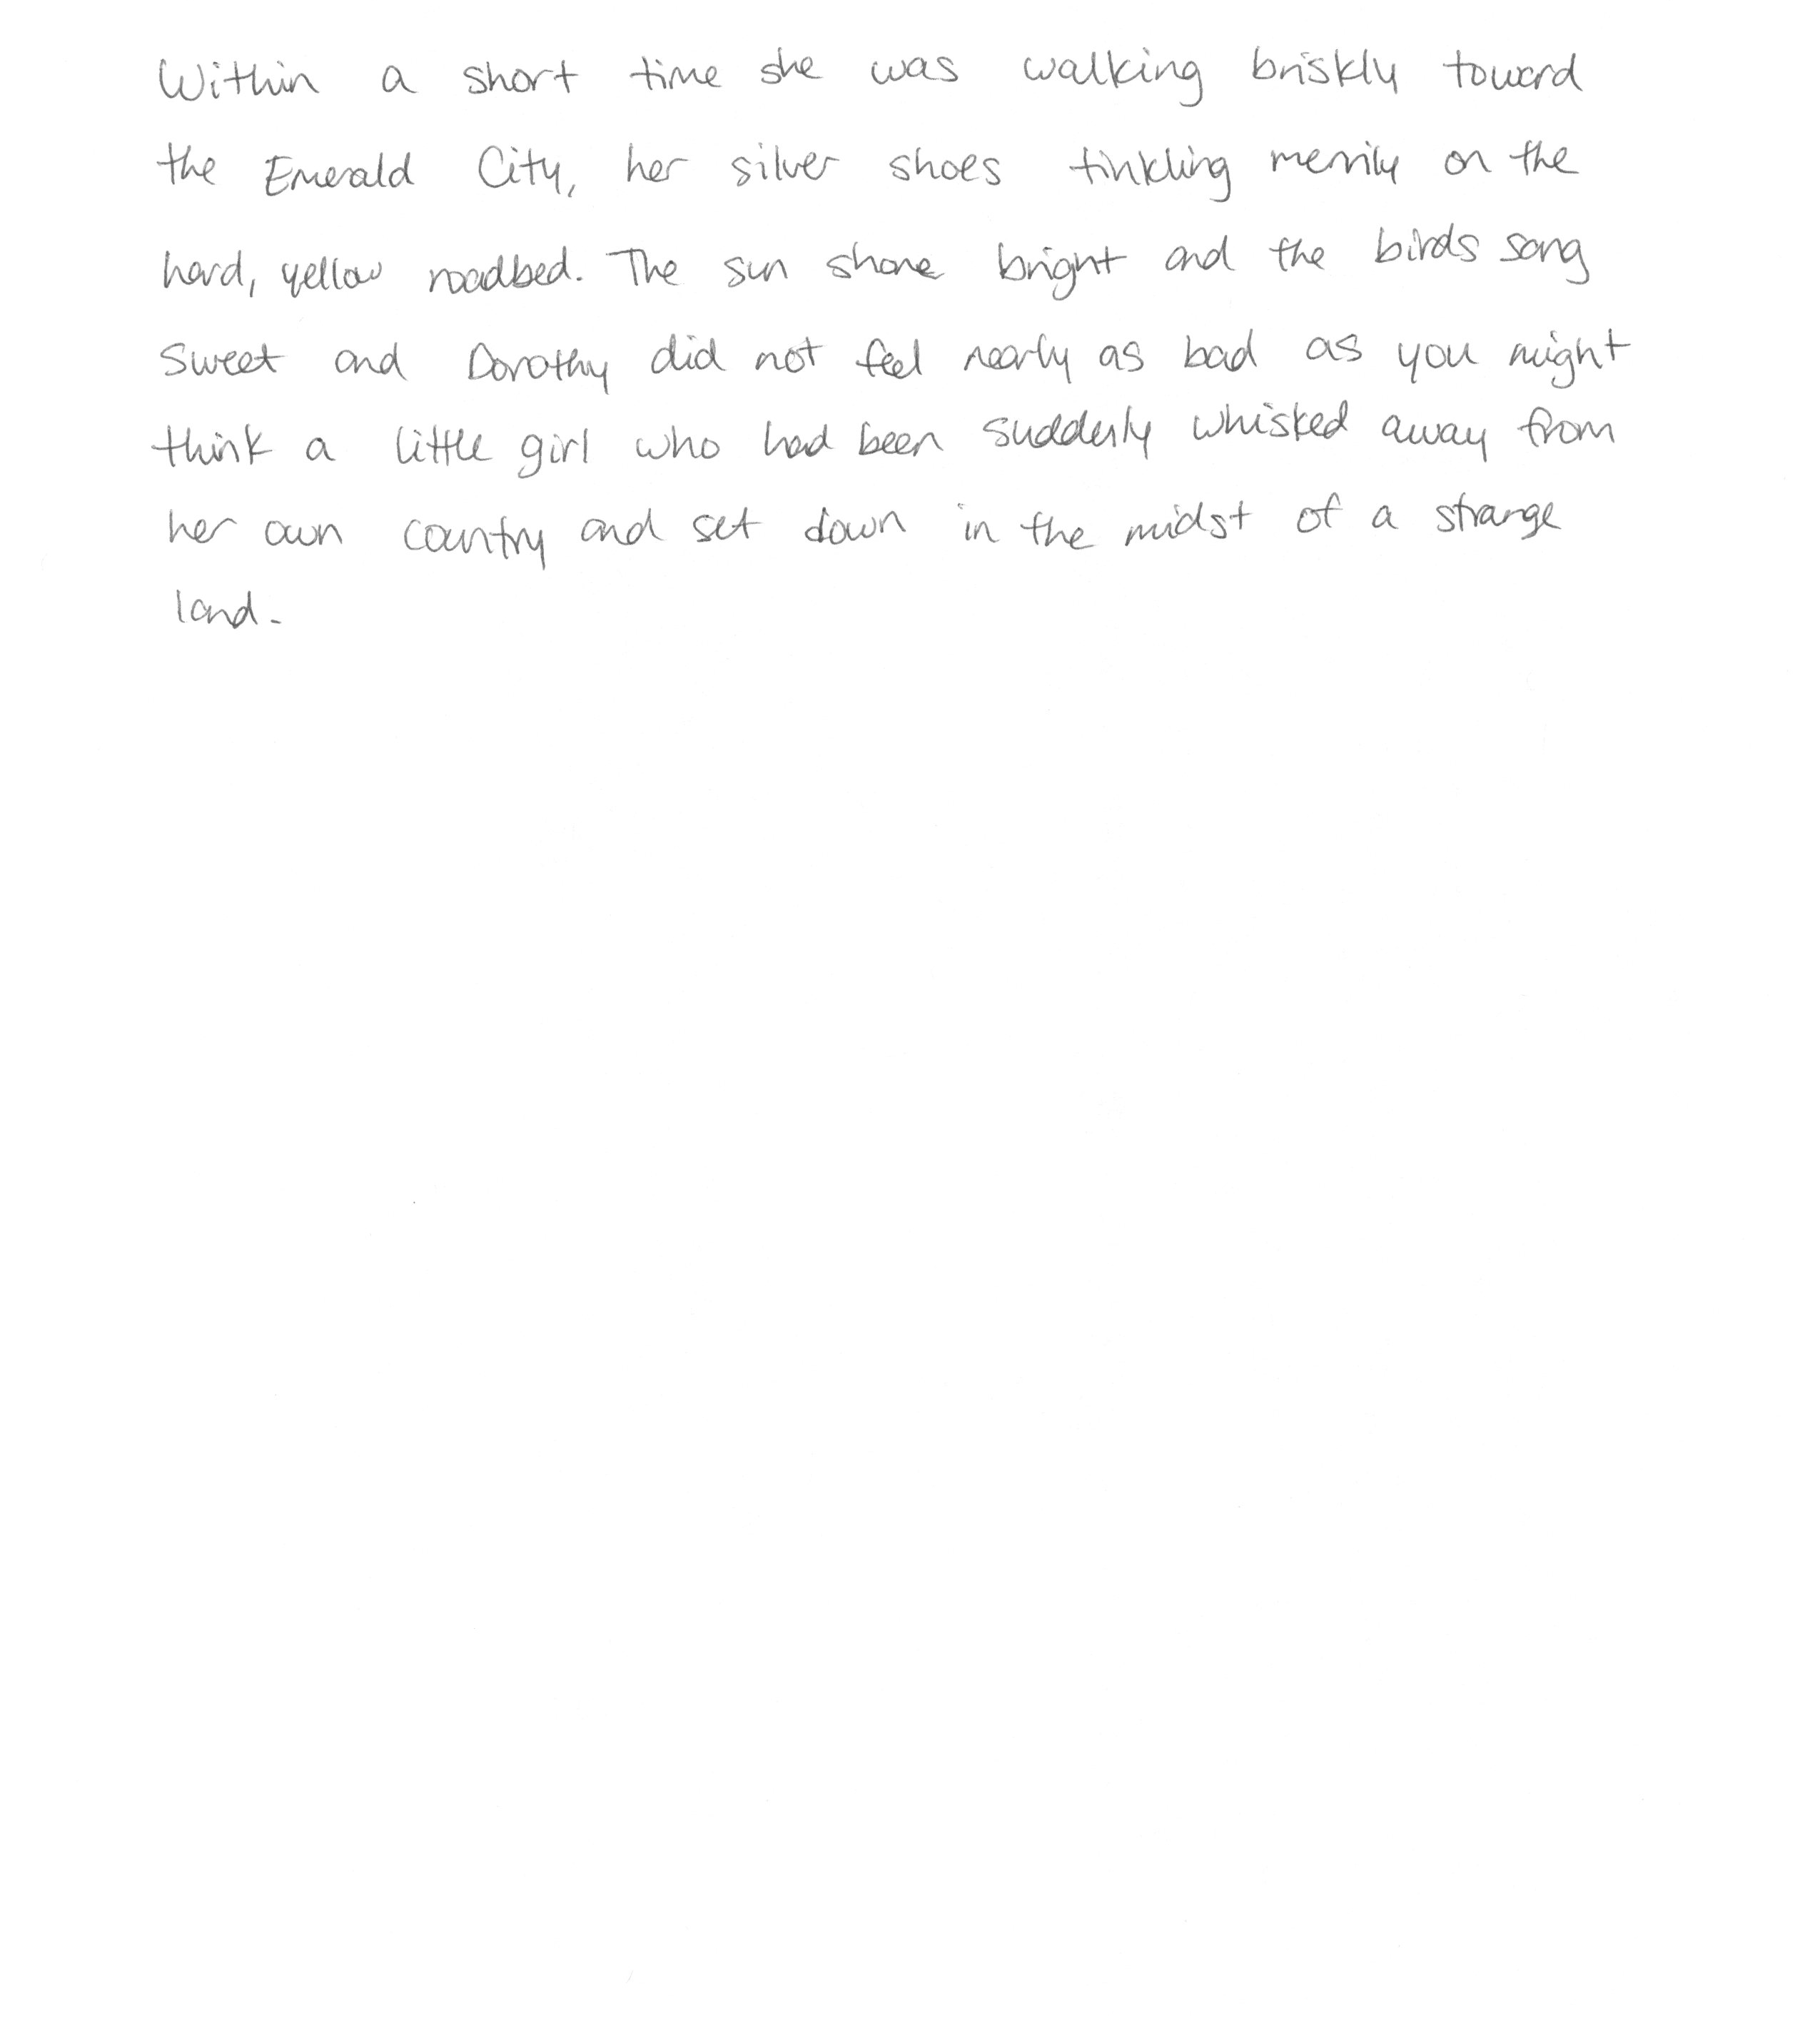 Within a short time she was walking briskly toward
the Emerald City, her silver shoes tinkling merrily on the
hard, yellow roadbed. The sun shone bright and the birds sang
sweet and Dorothy did not feel nearly as bad as you might
think a little girl who had been suddenly whisked away from
her own country and set down in the midst of a strange
land.